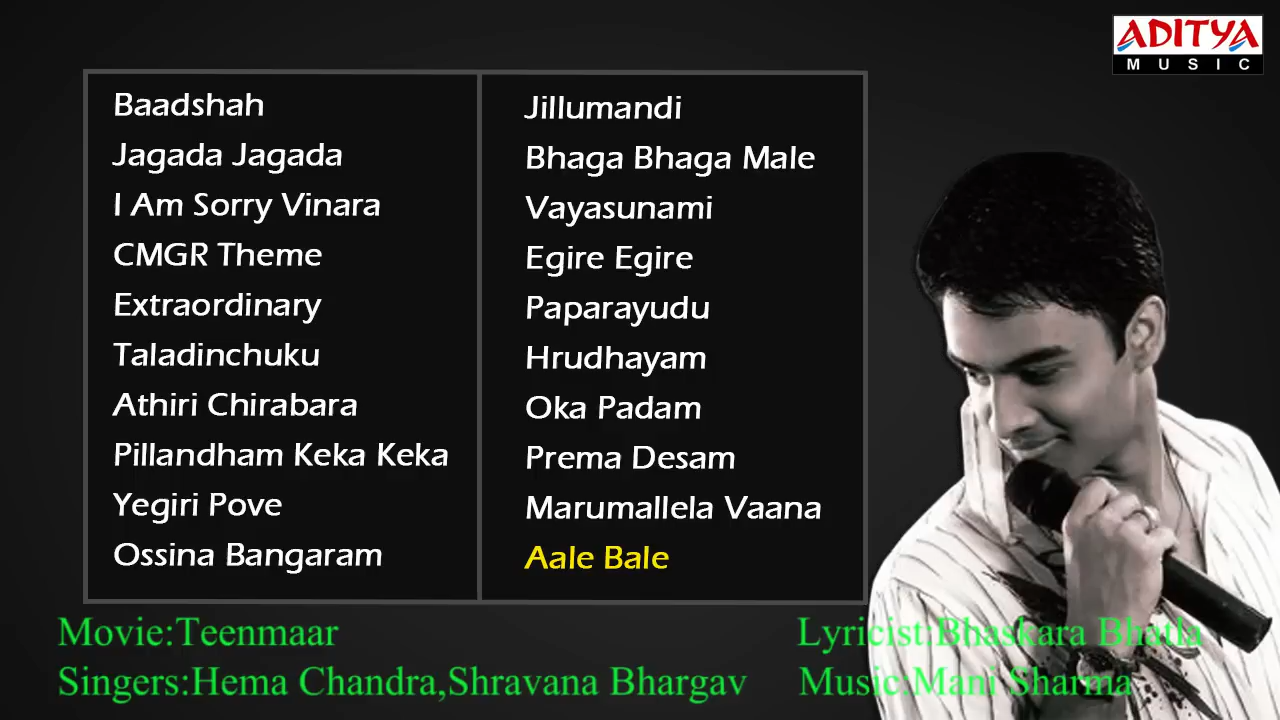 ADITYA
MUSIC
Baadshah
Jagada Jagada
I Am Sorry Vinara
CMGR Theme
Extraordinary
Taladinchuku
Athiri Chirabara
Pillandham Keka Keka
Yegiri Pove
Ossina Bangaram
Jillumandi
Bhaga Bhaga Male
Vayasunami
Egire Egire
Paparayudu
Hrudhayam
Oka Padam
Prema Desam
Marumallela Vaana
Aale Bale
Movie:Teenmaar
Lyricist:Bhaskara Bhatla
Singers:Hema Chandra,Shravana Bhargav
Music:Mani Sharma